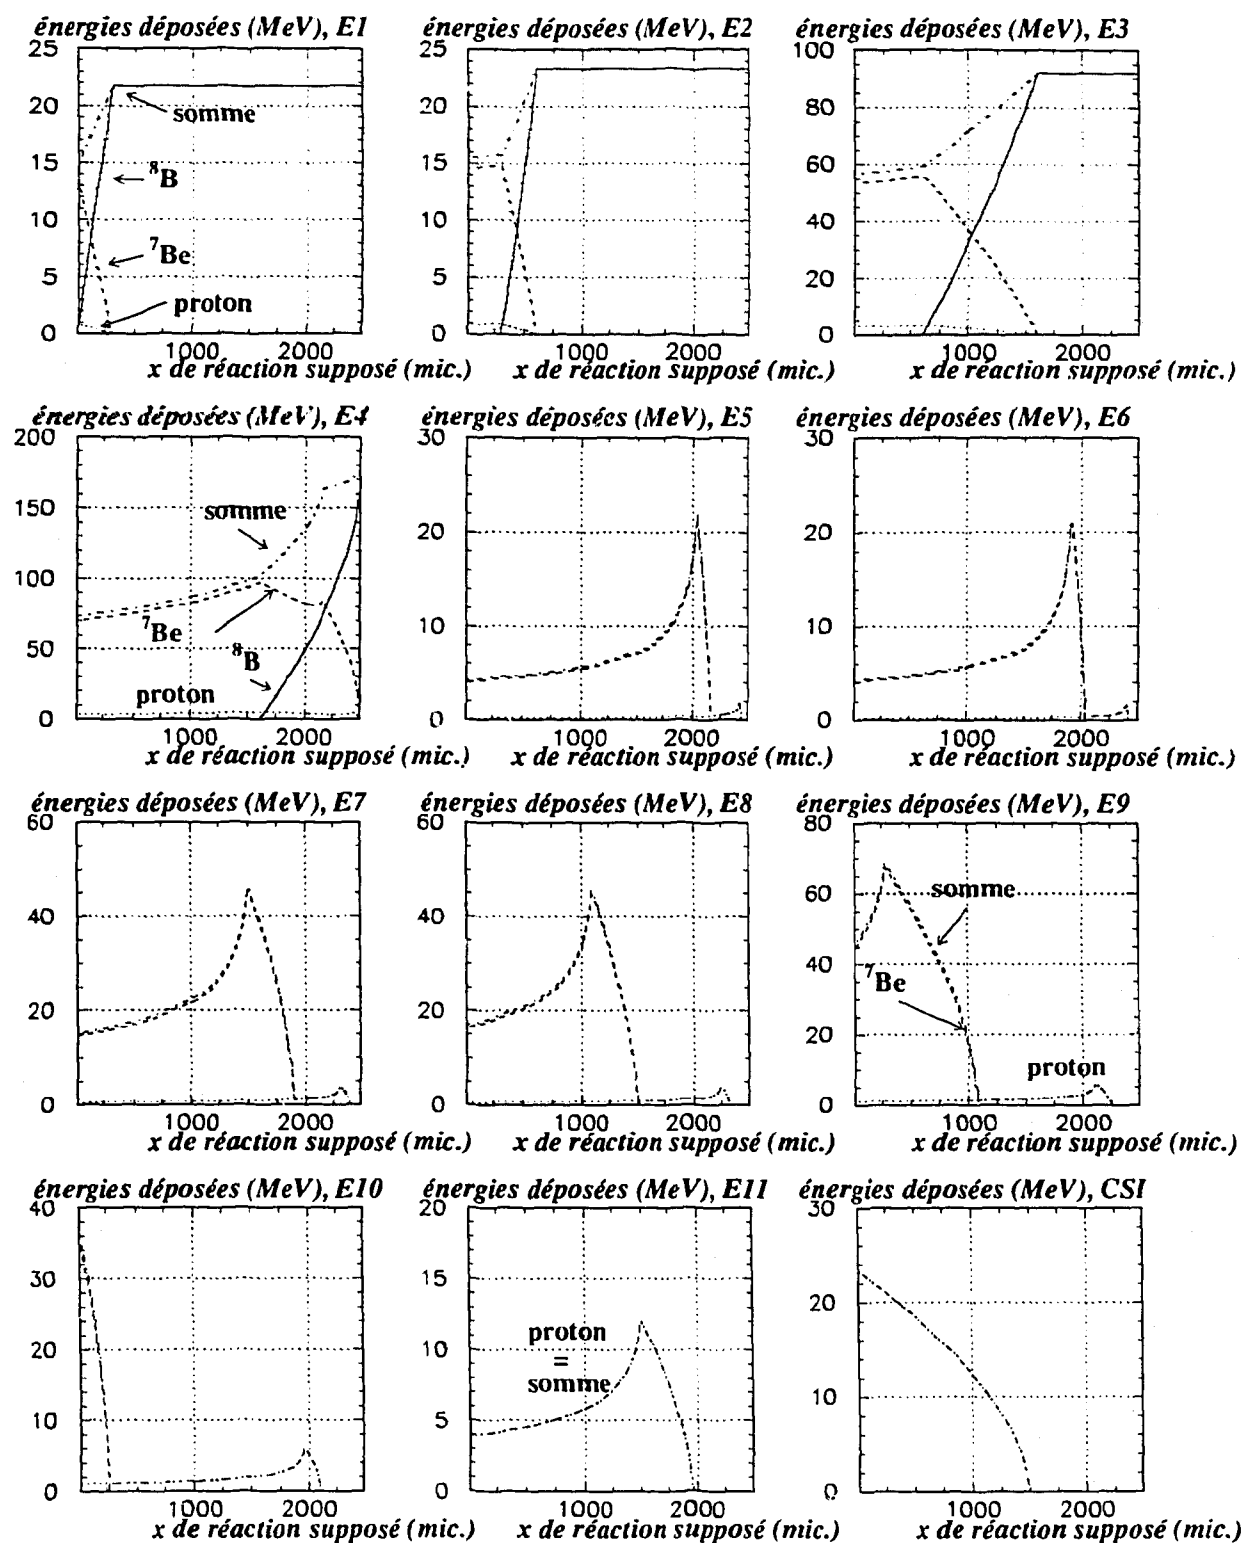 énergies déposées (MeV), E1
énergies déposées (MeV), E2
énergies déposées (MeV), E3
25
20
15
10
5
0
1000 2000
somme
⁸B
⁷Be
proton
x de réaction supposé (mic.)
25
20
15
10
5
0
1000 2000
x de réaction supposé (mic.)
100
80
60
40
20
0
1000 2000
x de réaction supposé (mic.)
énergies déposées (MeV), E4
énergies déposées (MeV), E5
énergies déposées (MeV), E6
200
150
100
50
0
1000 2000
somme
⁷Be
⁸B
proton
x de réaction supposé (mic.)
30
20
10
0
1000 2000
x de réaction supposé (mic.)
30
20
10
0
1000 2000
x de réaction supposé (mic.)
énergies déposées (MeV), E7
énergies déposées (MeV), E8
énergies déposées (MeV), E9
60
40
20
0
1000 2000
x de réaction supposé (mic.)
60
40
20
0
1000 2000
x de réaction supposé (mic.)
80
60
40
20
0
1000 2000
somme
⁷Be
proton
x de réaction supposé (mic.)
énergies déposées (MeV), E10
énergies déposées (MeV), E11
énergies déposées (MeV), CSI
40
30
20
10
0
1000 2000
x de réaction supposé (mic.)
20
15
10
5
0
1000 2000
proton
=
somme
x de réaction supposé (mic.)
30
20
10
0
1000 2000
x de réaction supposé (mic.)